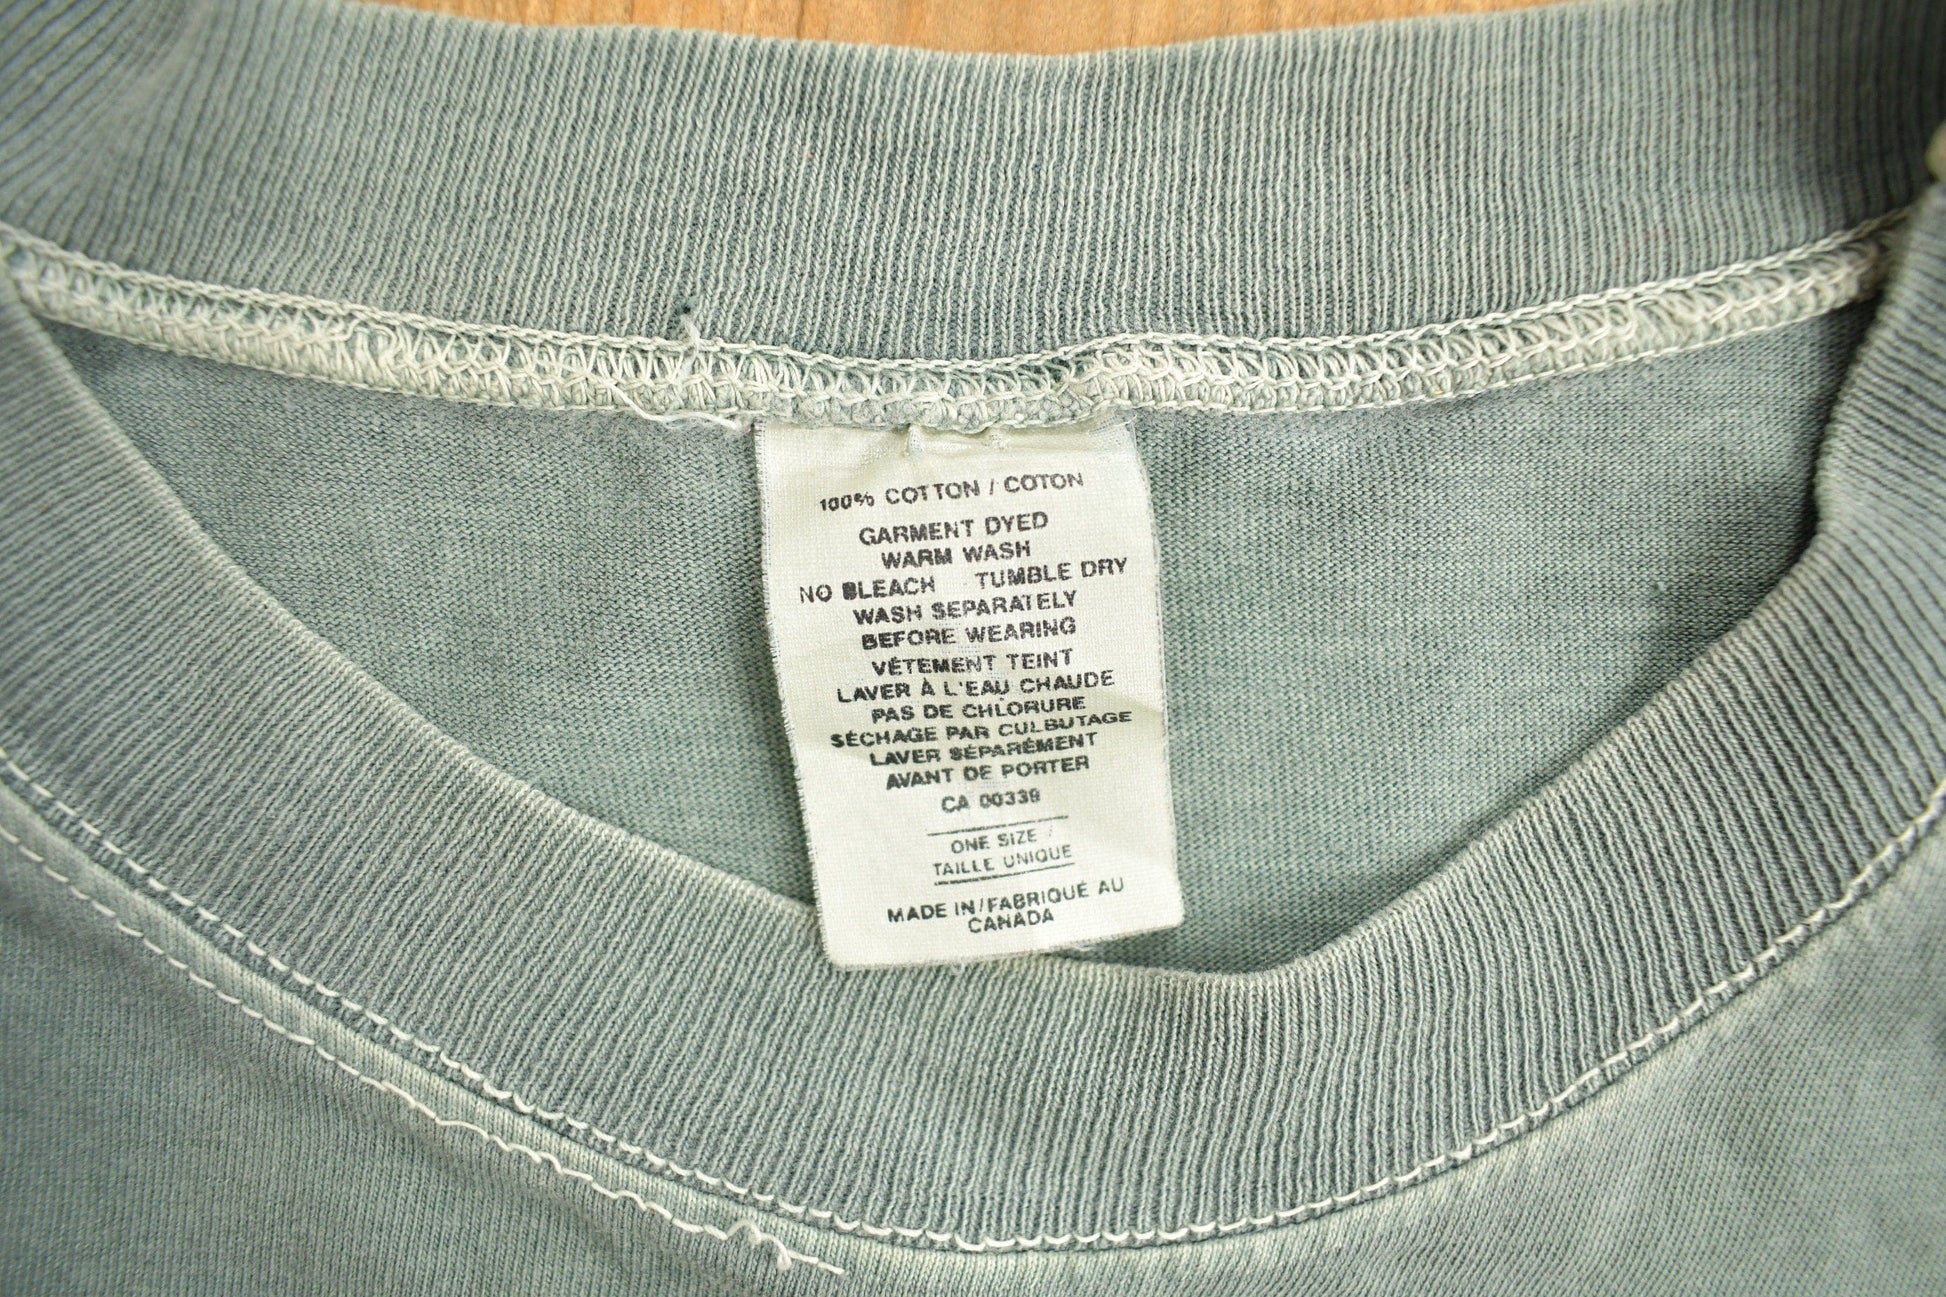 100% COTTON / COTON
GARMENT DYED
WARM WASH
NO BLEACH TUMBLE DRY
WASH SEPARATELY
BEFORE WEARING
VÊTEMENT TEINT
LAVER À L'EAU CHAUDE
PAS DE CHLORURE
SÉCHAGE PAR CULBUTAGE
LAVER SÉPARÉMENT
AVANT DE PORTER
CA 00339
ONE SIZE /
TAILLE UNIQUE
MADE IN/FABRIQUÉ AU
CANADA